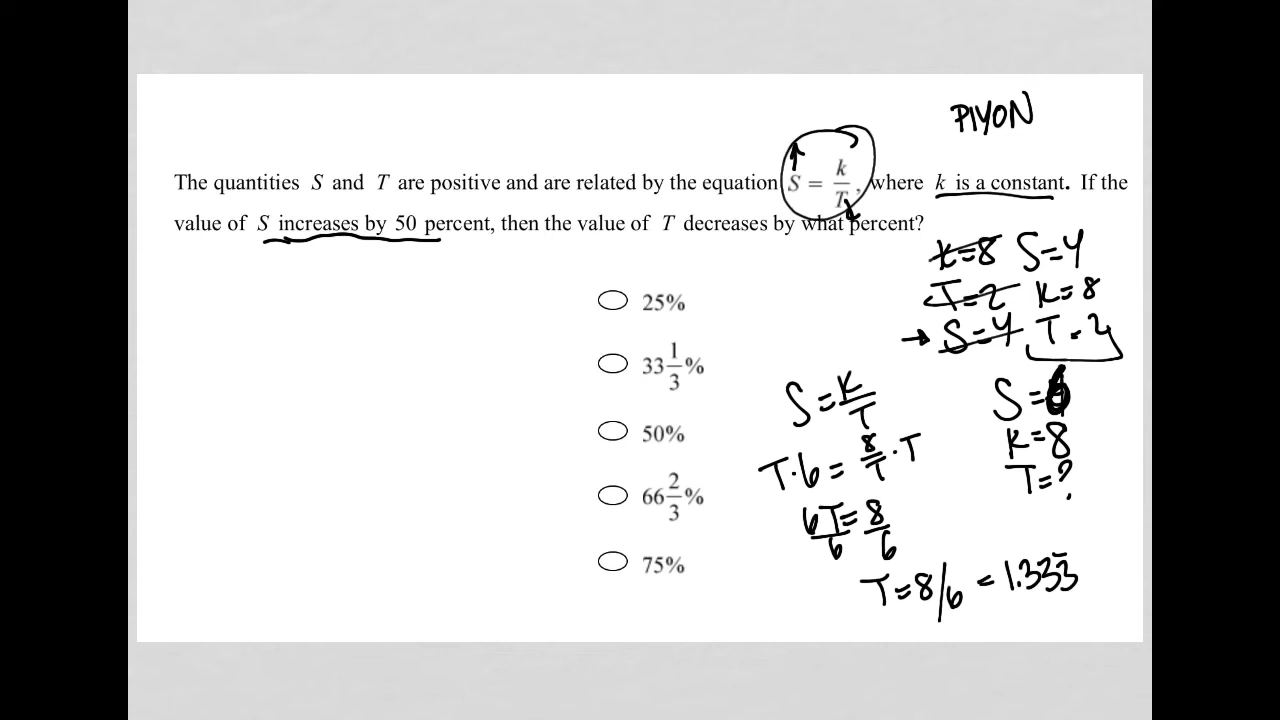 PIYON
The quantities S and T are positive and are related by the equation S = k/T, where k is a constant. If the
value of S increases by 50 percent, then the value of T decreases by what percent?
k=8 S=4
T=2 k=8
→ S=4 T=2
25%
33 1/3 %
50%
66 2/3 %
75%
S=k/T
T·6=8/T·T
6T/6=8/6
T=8/6=1.333
S=6
k=8
T=?